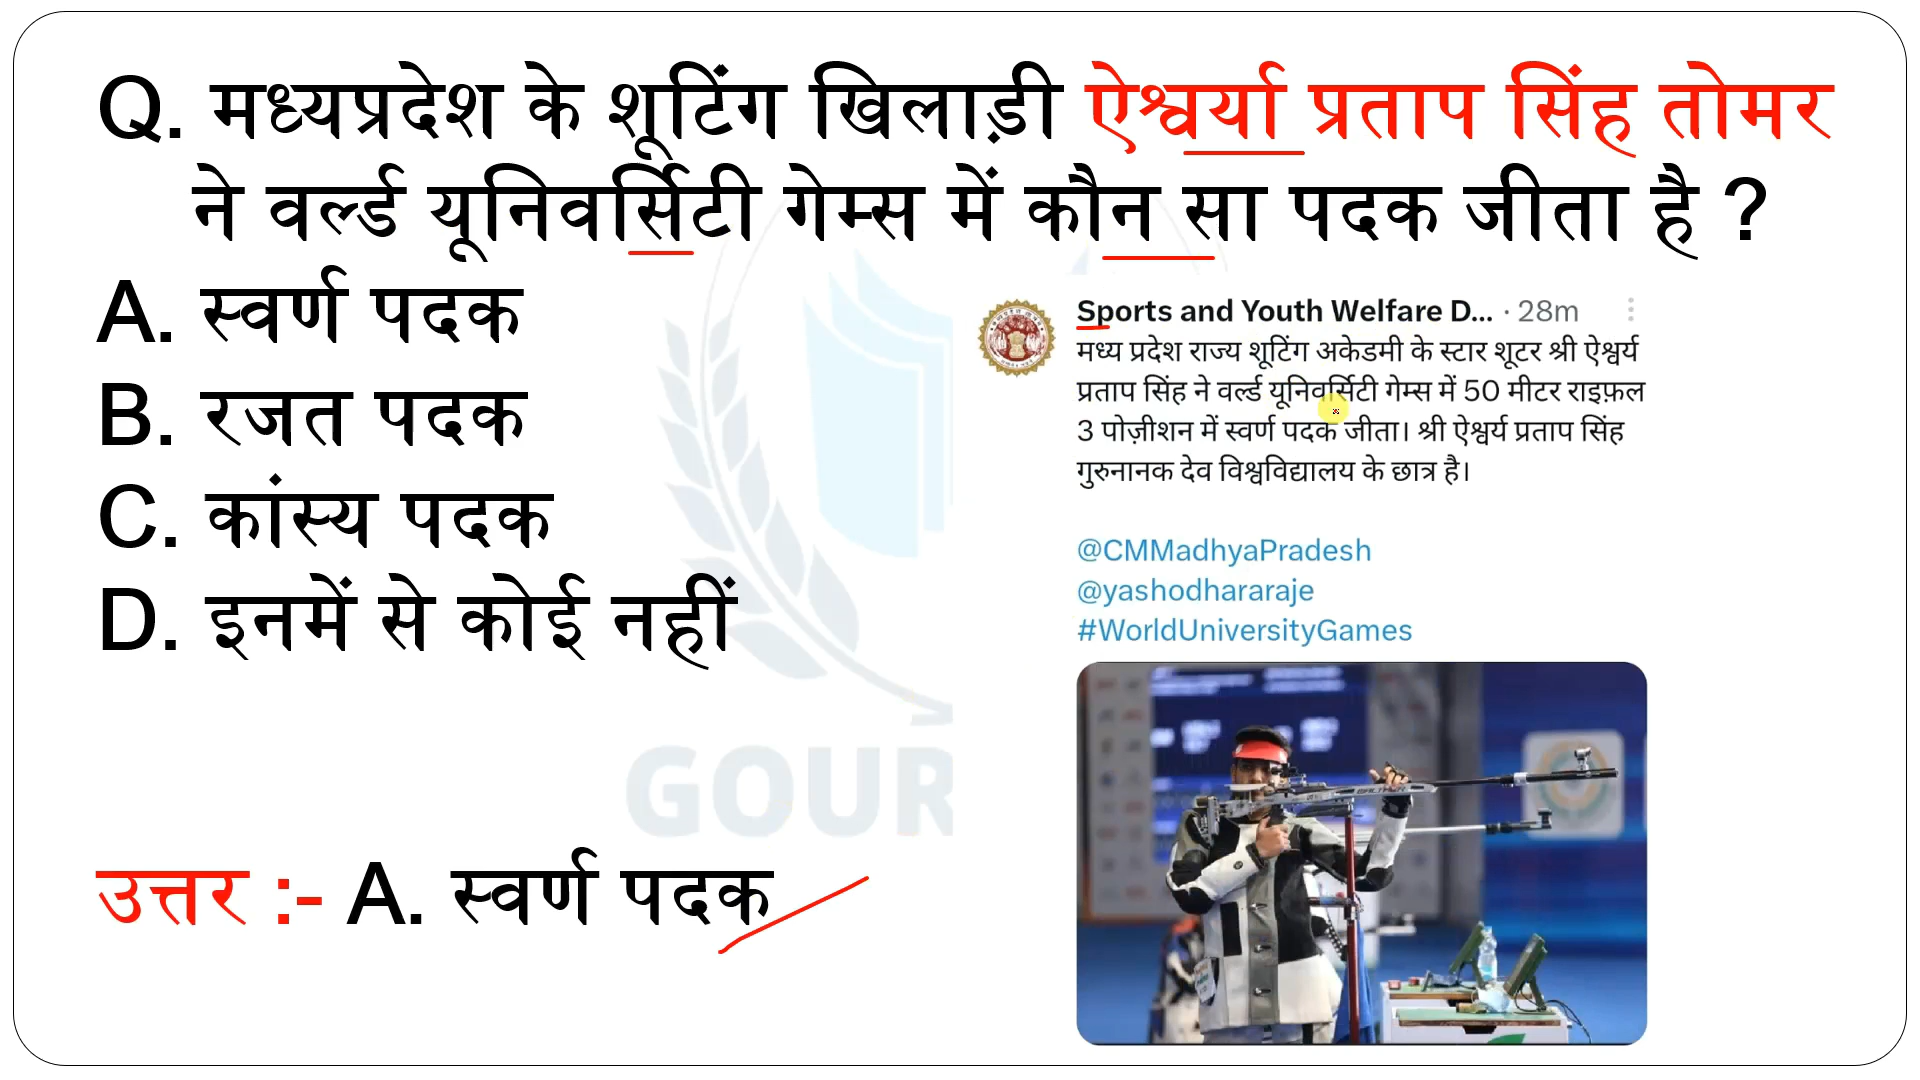 Q. मध्यप्रदेश के शूटिंग खिलाड़ी ऐश्वर्या प्रताप सिंह तोमर
ने वर्ल्ड यूनिवर्सिटी गेम्स में कौन सा पदक जीता है ?
A. स्वर्ण पदक
B. रजत पदक
C. कांस्य पदक
D. इनमें से कोई नहीं
उत्तर :- A. स्वर्ण पदक
Sports and Youth Welfare D... · 28m
मध्य प्रदेश राज्य शूटिंग अकेडमी के स्टार शूटर श्री ऐश्वर्य
प्रताप सिंह ने वर्ल्ड यूनिवर्सिटी गेम्स में 50 मीटर राइफ़ल
3 पोज़ीशन में स्वर्ण पदक जीता। श्री ऐश्वर्य प्रताप सिंह
गुरुनानक देव विश्वविद्यालय के छात्र है।
@CMMadhyaPradesh
@yashodhararaje
#WorldUniversityGames
GOUR